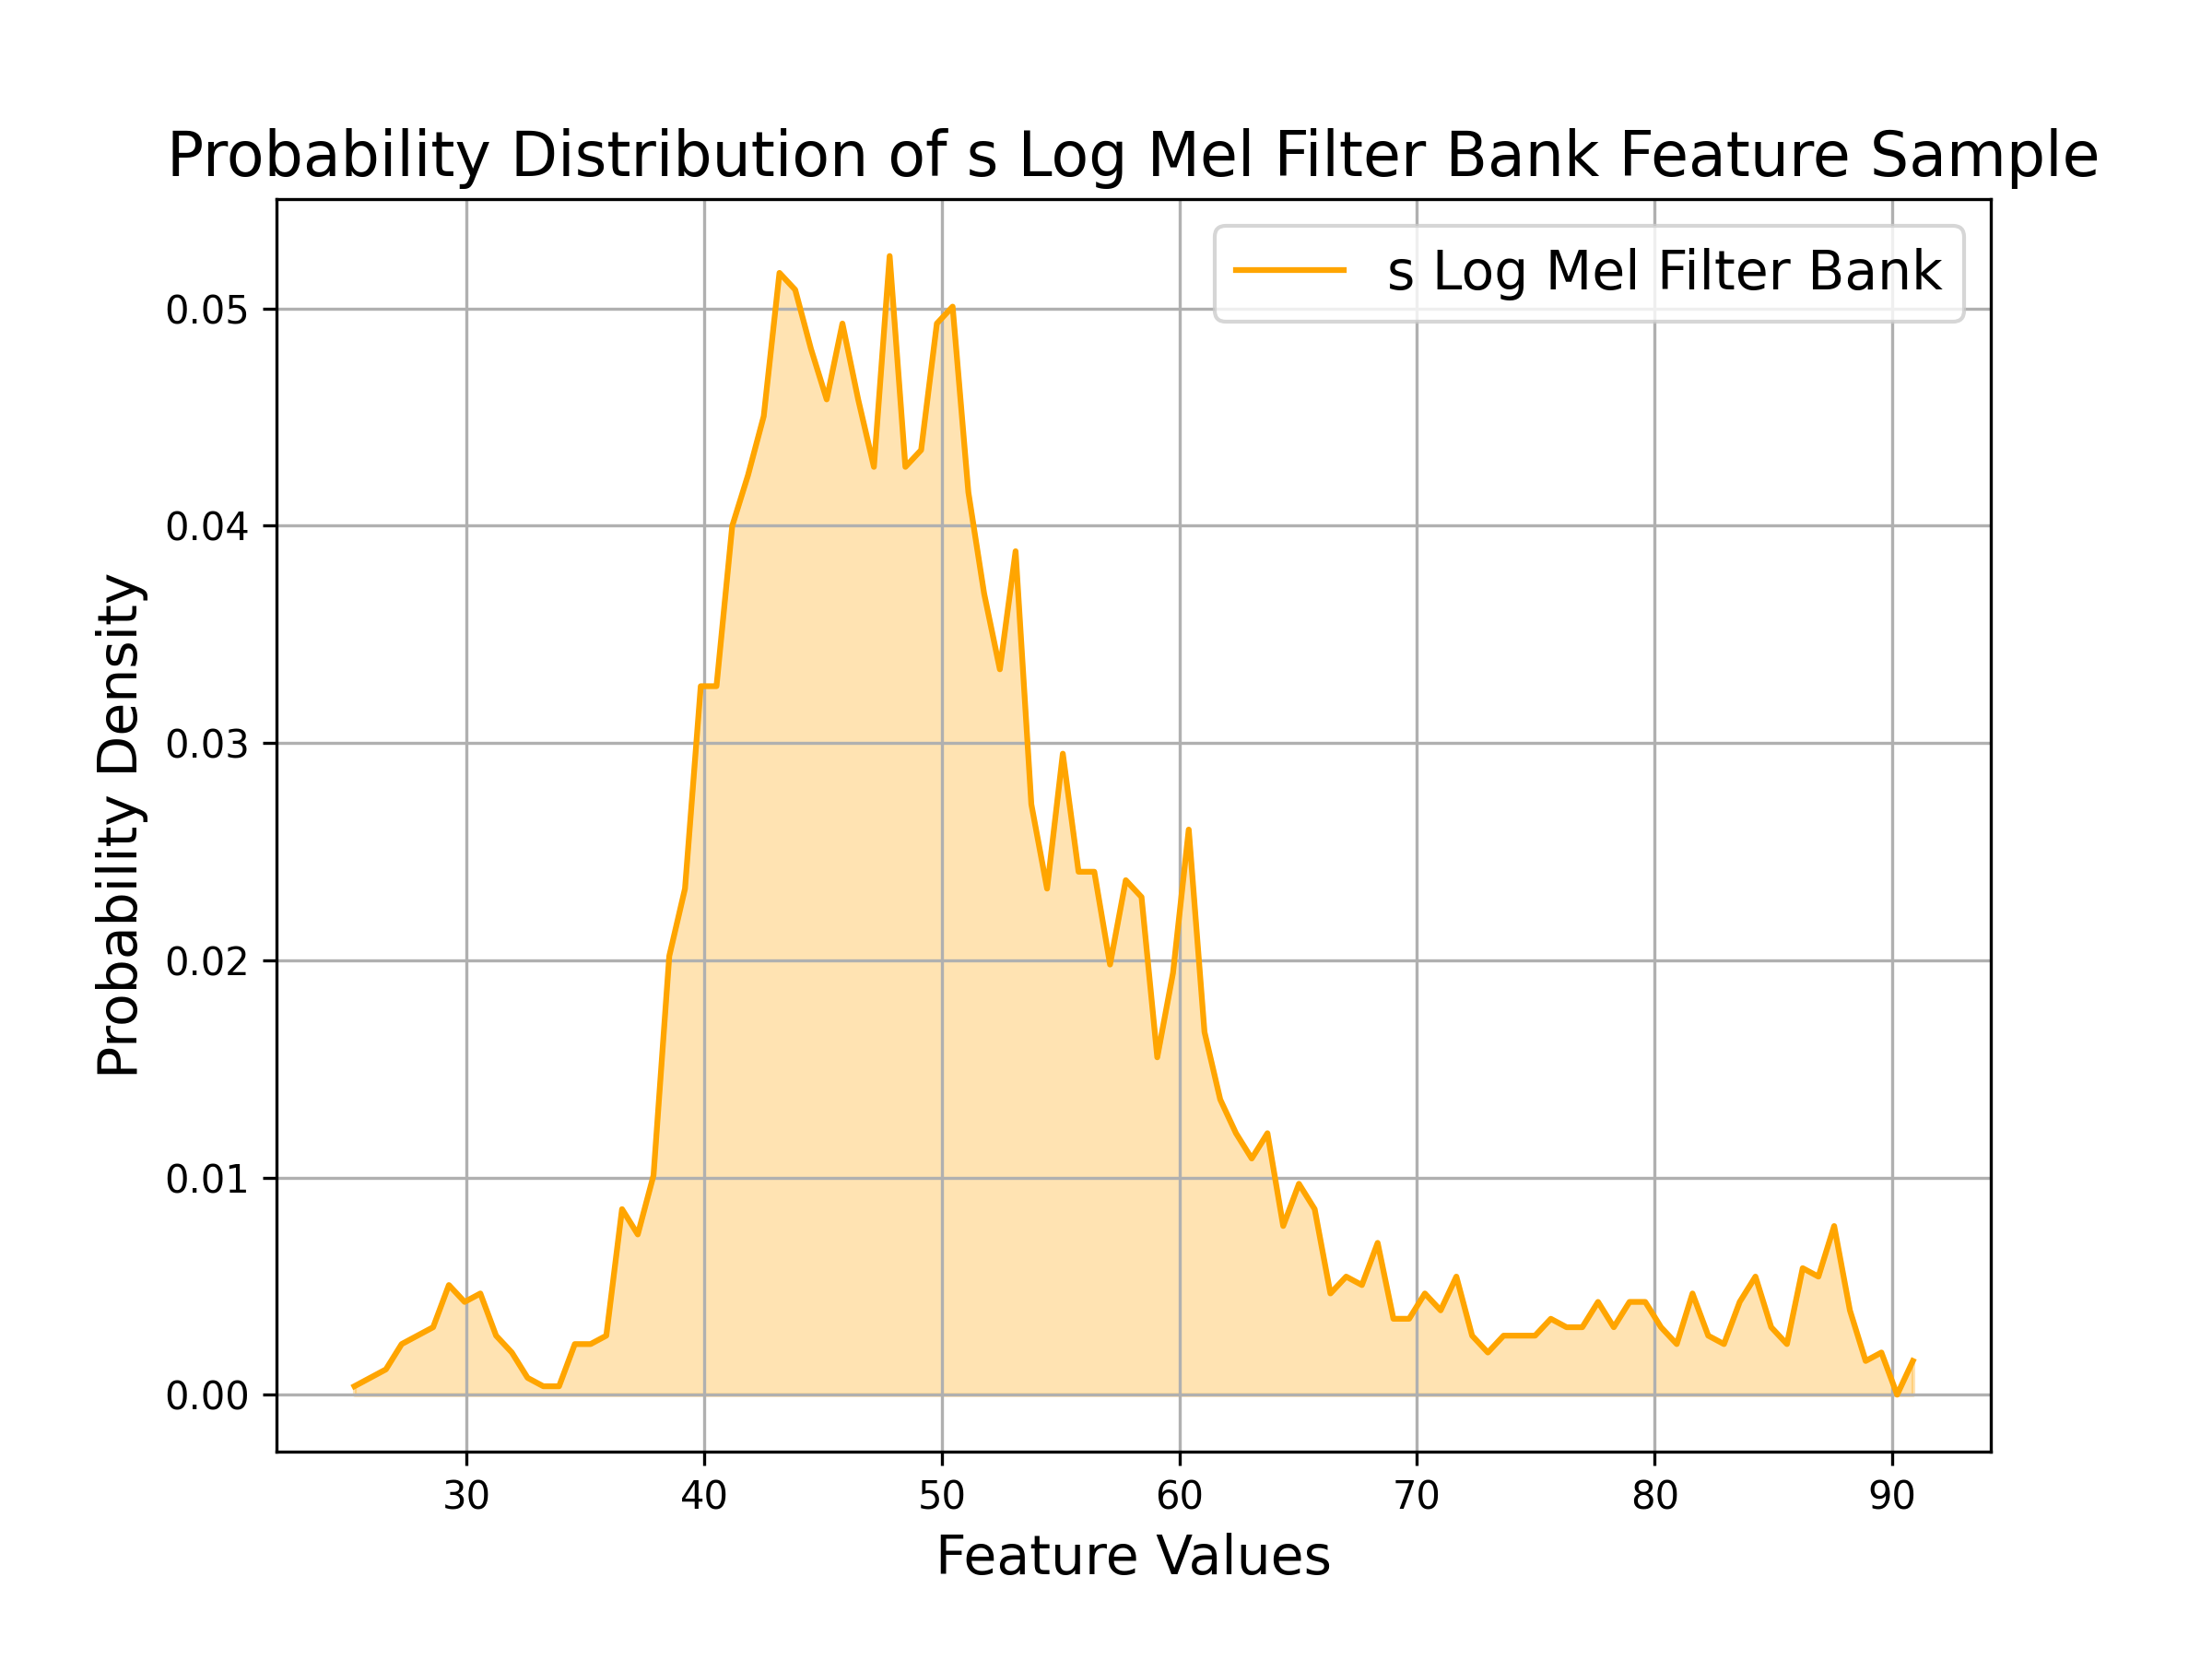 Probability Distribution of s Log Mel Filter Bank Feature Sample
s Log Mel Filter Bank
Probability Density
0.05
0.04
0.03
0.02
0.01
0.00
30 40 50 60 70 80 90
Feature Values